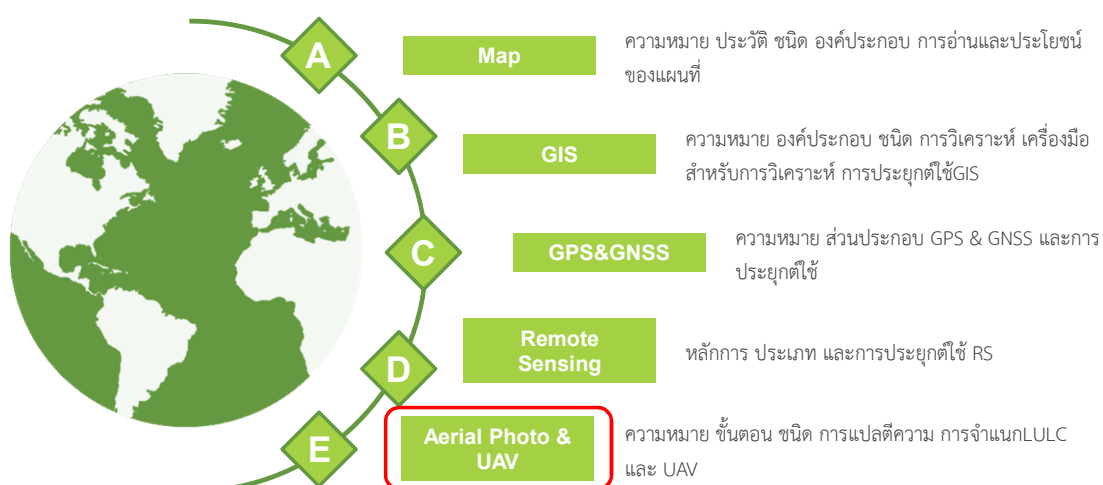 A
Map
ความหมาย ประวัติ ชนิด องค์ประกอบ การอ่านและประโยชน์
ของแผนที่
B
GIS
ความหมาย องค์ประกอบ ชนิด การวิเคราะห์ เครื่องมือ
สำหรับการวิเคราะห์ การประยุกต์ใช้GIS
C
GPS&GNSS
ความหมาย ส่วนประกอบ GPS & GNSS และการ
ประยุกต์ใช้
D
Remote
Sensing
หลักการ ประเภท และการประยุกต์ใช้ RS
E
Aerial Photo &
UAV
ความหมาย ขั้นตอน ชนิด การแปลตีความ การจำแนกLULC
และ UAV